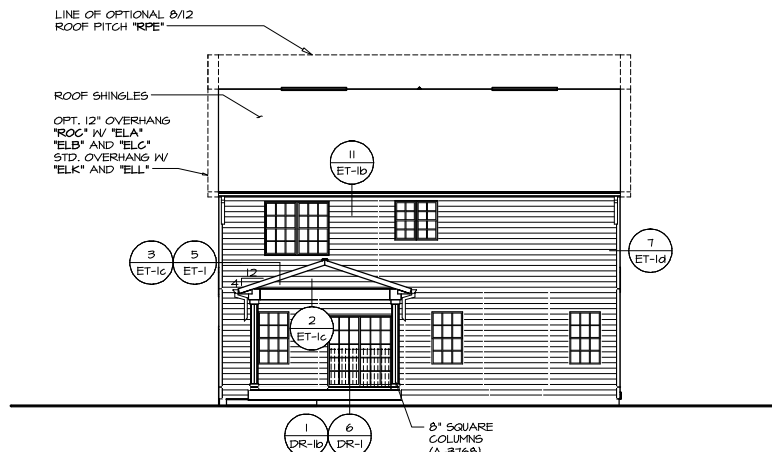 LINE OF OPTIONAL 8/12
ROOF PITCH "RPE"
ROOF SHINGLES
OPT. 12" OVERHANG
"ROC" W/ "ELA"
"ELB" AND "ELC"
STD. OVERHANG W/
"ELK" AND "ELL"
11
ET-1b
3
ET-1c
5
ET-1
7
ET-1d
12
4
2
ET-1c
1
DR-1b
6
DR-1
8" SQUARE
COLUMNS
(A-3768)